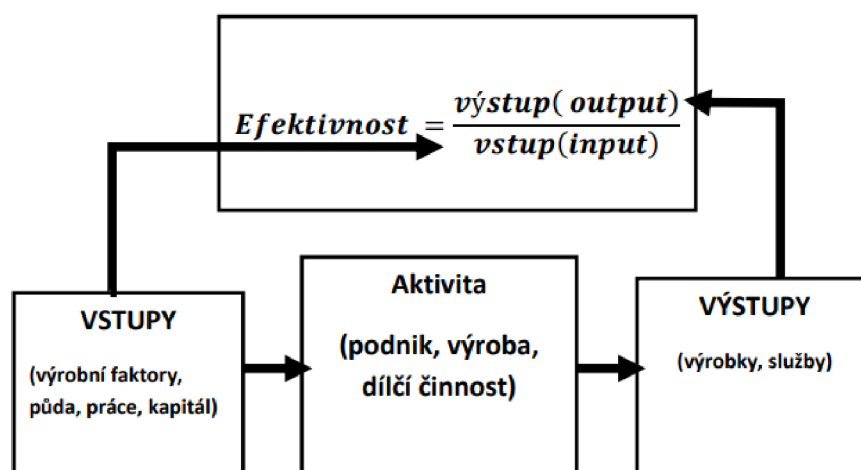 Efektivnost = výstup( output)
vstup(input)
VSTUPY
(výrobní faktory,
půda, práce, kapitál)
Aktivita
(podnik, výroba,
dílčí činnost)
VÝSTUPY
(výrobky, služby)